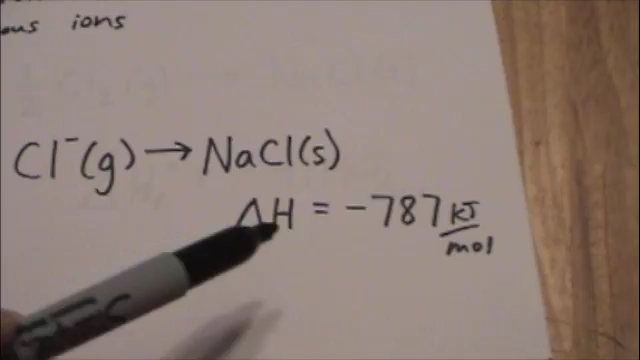 ous ions
Cl⁻(g) → NaCl(s)
ΔH = -787 kJ/mol